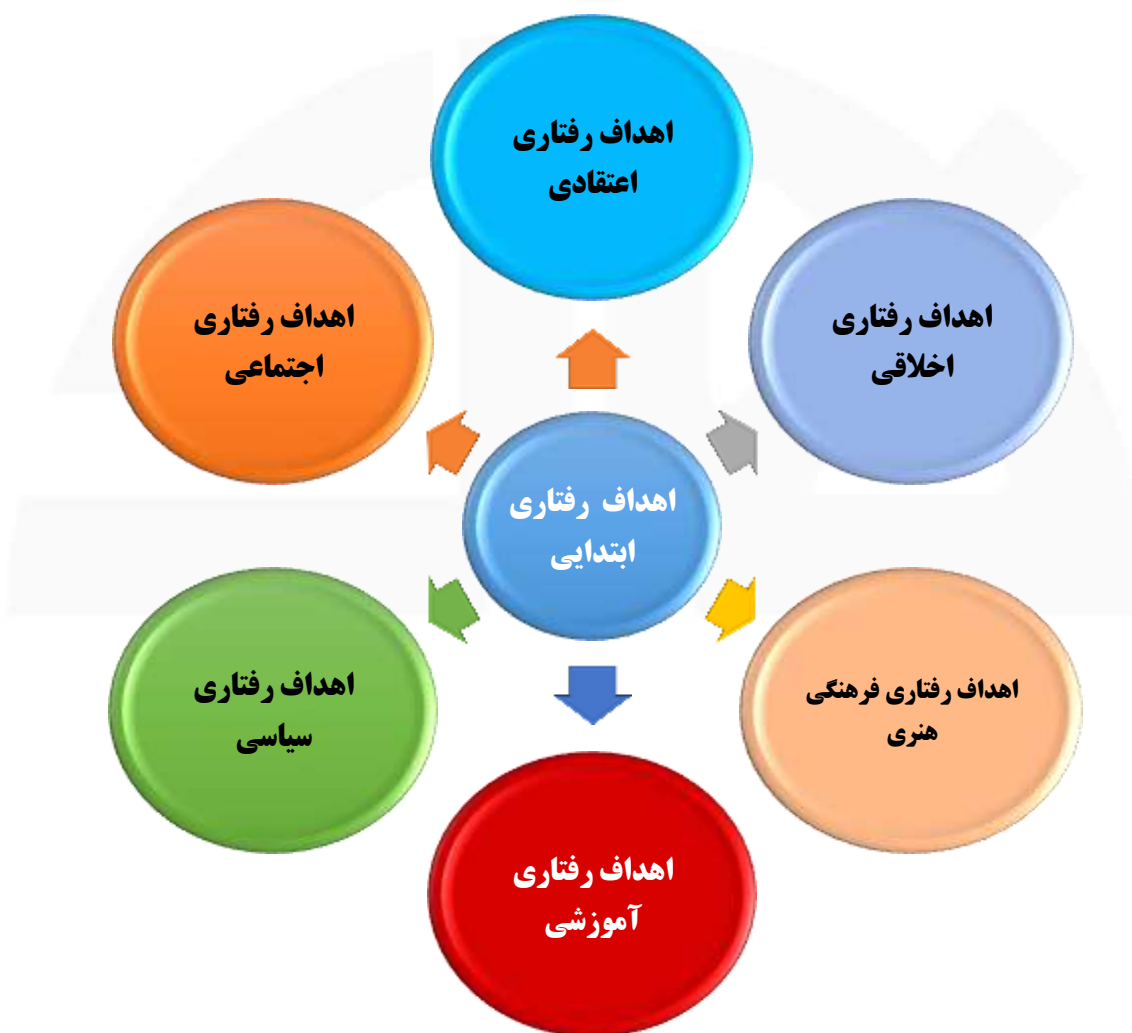 اهداف رفتاری
اعتقادی
اهداف رفتاری
اخلاقی
اهداف رفتاری
اجتماعی
اهداف رفتاری
ابتدایی
اهداف رفتاری فرهنگی
هنری
اهداف رفتاری
سیاسی
اهداف رفتاری
آموزشی